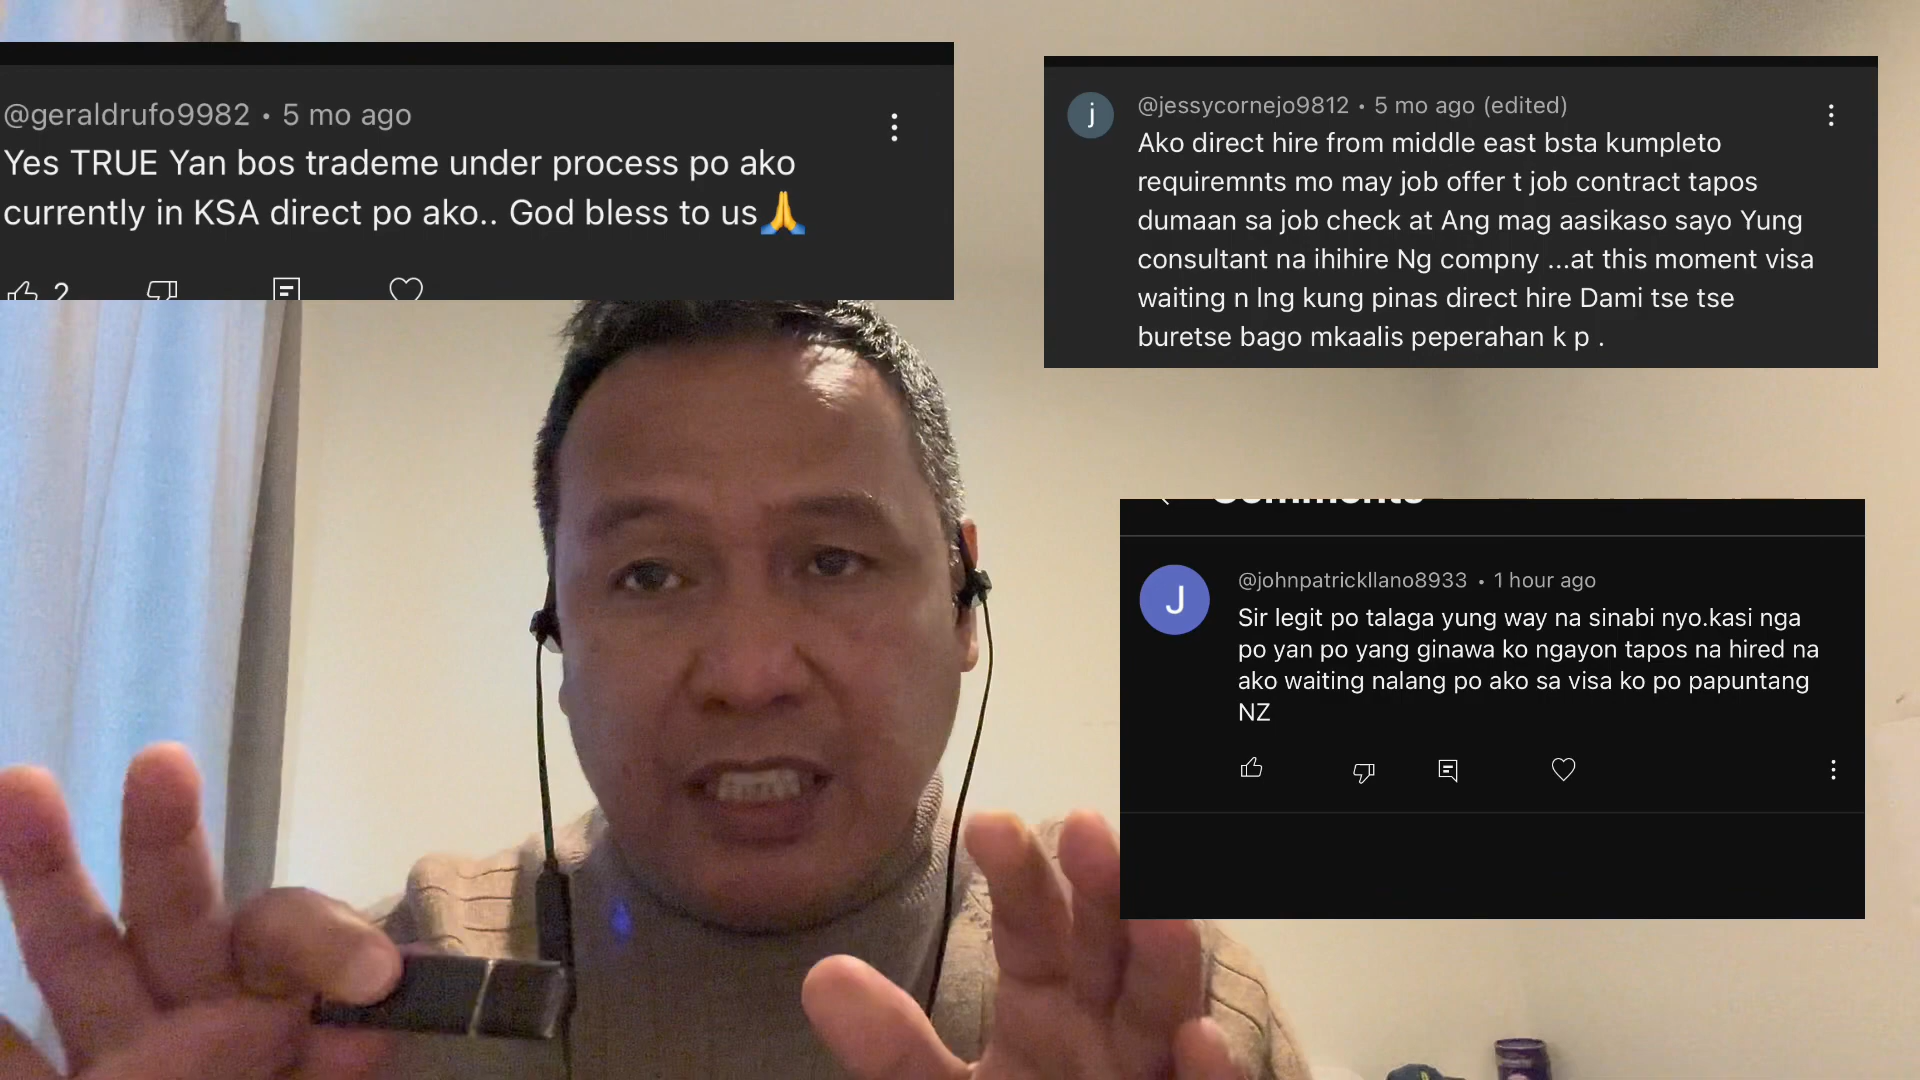 @geraldrufo9982 • 5 mo ago
Yes TRUE Yan bos trademe under process po ako
currently in KSA direct po ako.. God bless to us🙏
2
j
@jessycornejo9812 • 5 mo ago (edited)
Ako direct hire from middle east bsta kumpleto
requiremnts mo may job offer t job contract tapos
dumaan sa job check at Ang mag aasikaso sayo Yung
consultant na ihihire Ng compny ...at this moment visa
waiting n lng kung pinas direct hire Dami tse tse
buretse bago mkaalis peperahan k p .
Comments
J
@johnpatrickllano8933 • 1 hour ago
Sir legit po talaga yung way na sinabi nyo.kasi nga
po yan po yang ginawa ko ngayon tapos na hired na
ako waiting nalang po ako sa visa ko po papuntang
NZ